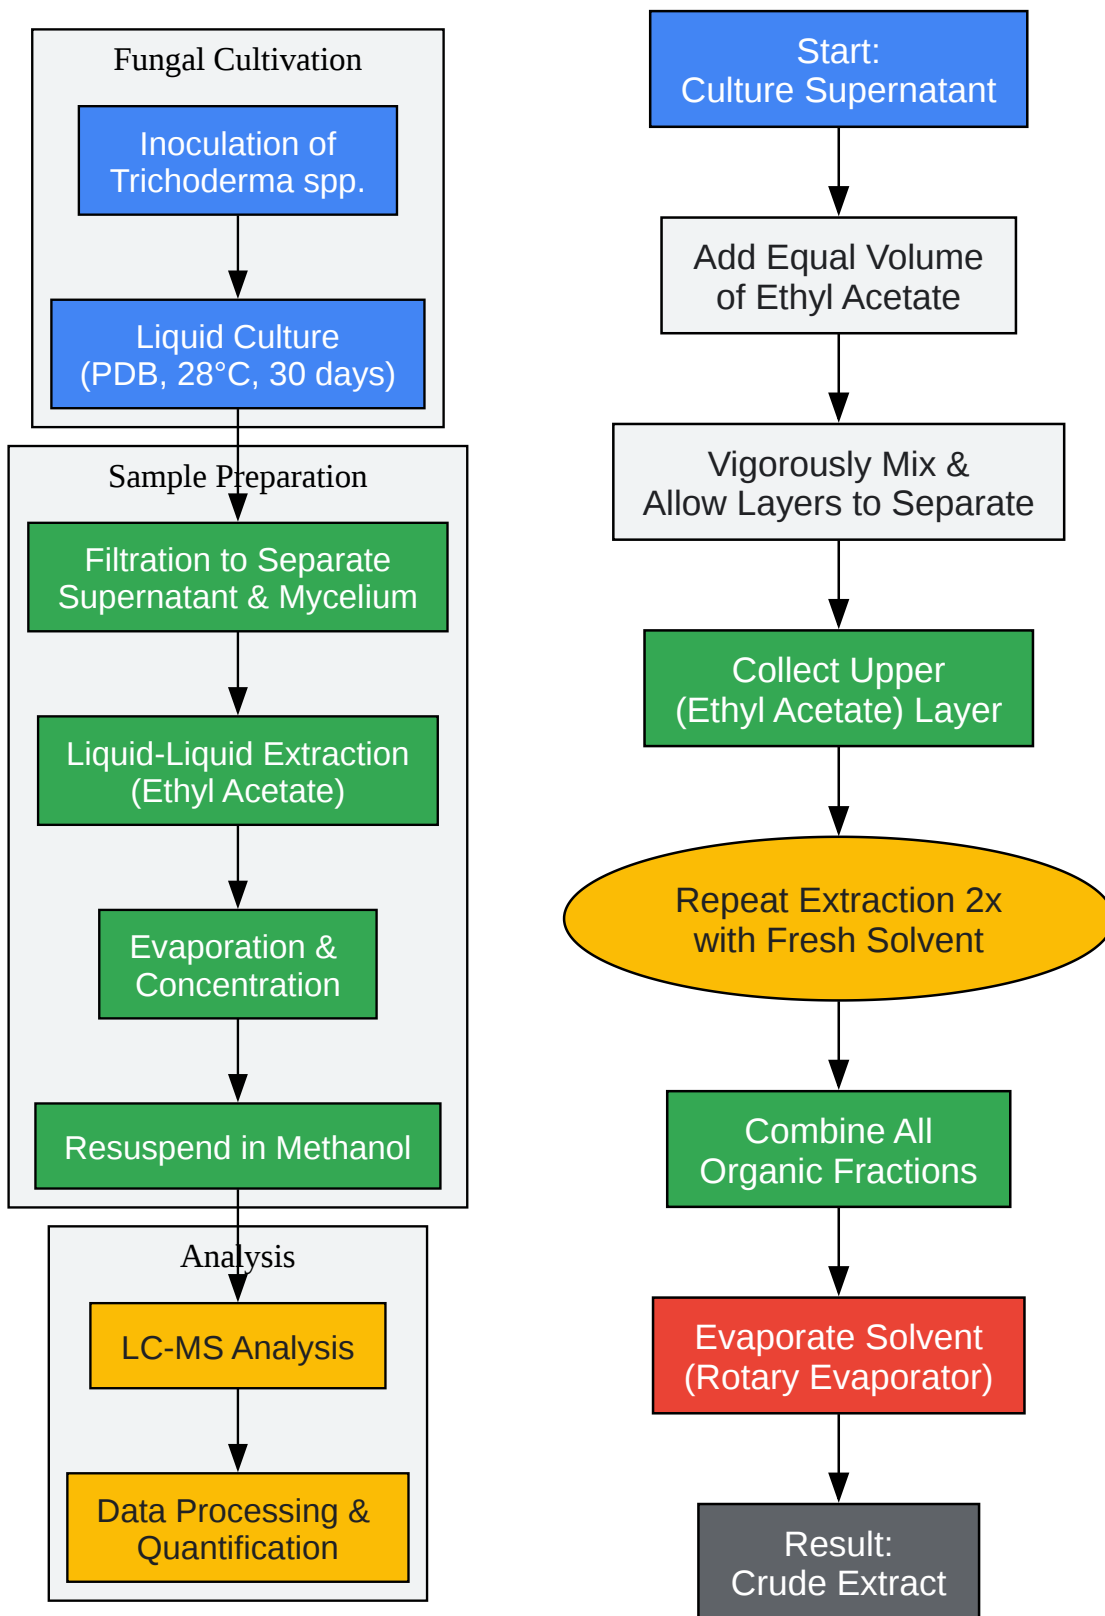 Fungal Cultivation
Inoculation of
Trichoderma spp.
Liquid Culture
(PDB, 28°C, 30 days)
Sample Preparation
Filtration to Separate
Supernatant & Mycelium
Liquid-Liquid Extraction
(Ethyl Acetate)
Evaporation &
Concentration
Resuspend in Methanol
Analysis
LC-MS Analysis
Data Processing &
Quantification
Start:
Culture Supernatant
Add Equal Volume
of Ethyl Acetate
Vigorously Mix &
Allow Layers to Separate
Collect Upper
(Ethyl Acetate) Layer
Repeat Extraction 2x
with Fresh Solvent
Combine All
Organic Fractions
Evaporate Solvent
(Rotary Evaporator)
Result:
Crude Extract